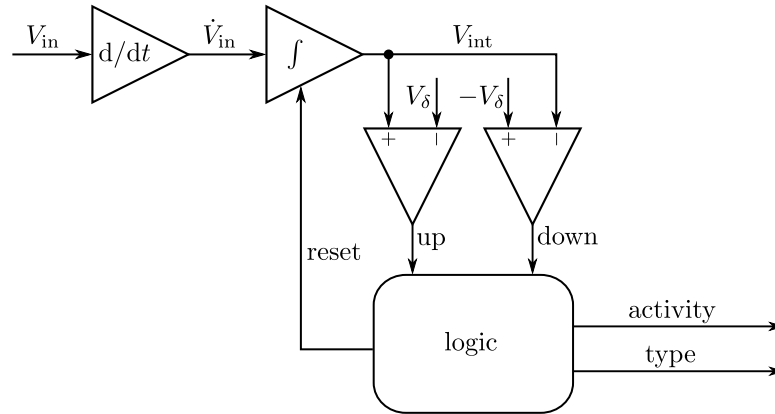 V_in
d/dt
V̇_in
∫
V_int
V_δ
−V_δ
+
−
+
−
up
down
reset
logic
activity
type